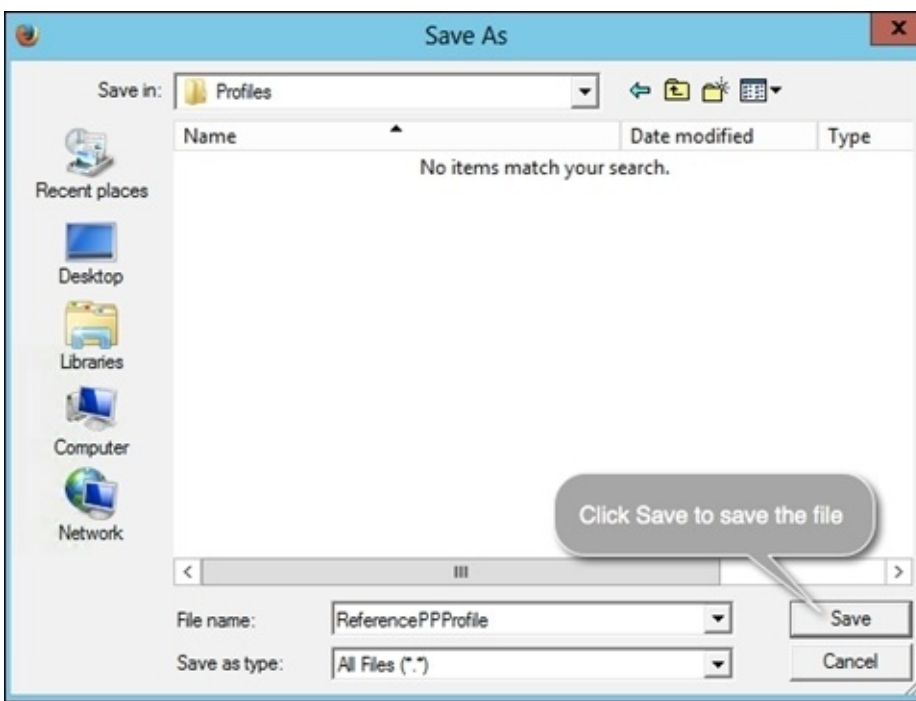 Save As
x
Save in:
Profiles
Name
Date modified
Type
No items match your search.
Recent places
Desktop
Libraries
Computer
Network
Click Save to save the file
File name:
ReferencePPProfile
Save
Save as type:
All Files (*.*)
Cancel